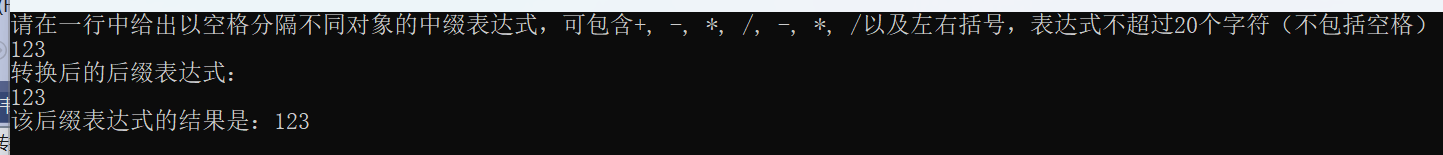 请在一行中给出以空格分隔不同对象的中缀表达式，可包含+, -, *, /, -, *, /以及左右括号，表达式不超过20个字符（不包括空格）
123
转换后的后缀表达式：
123
该后缀表达式的结果是：123